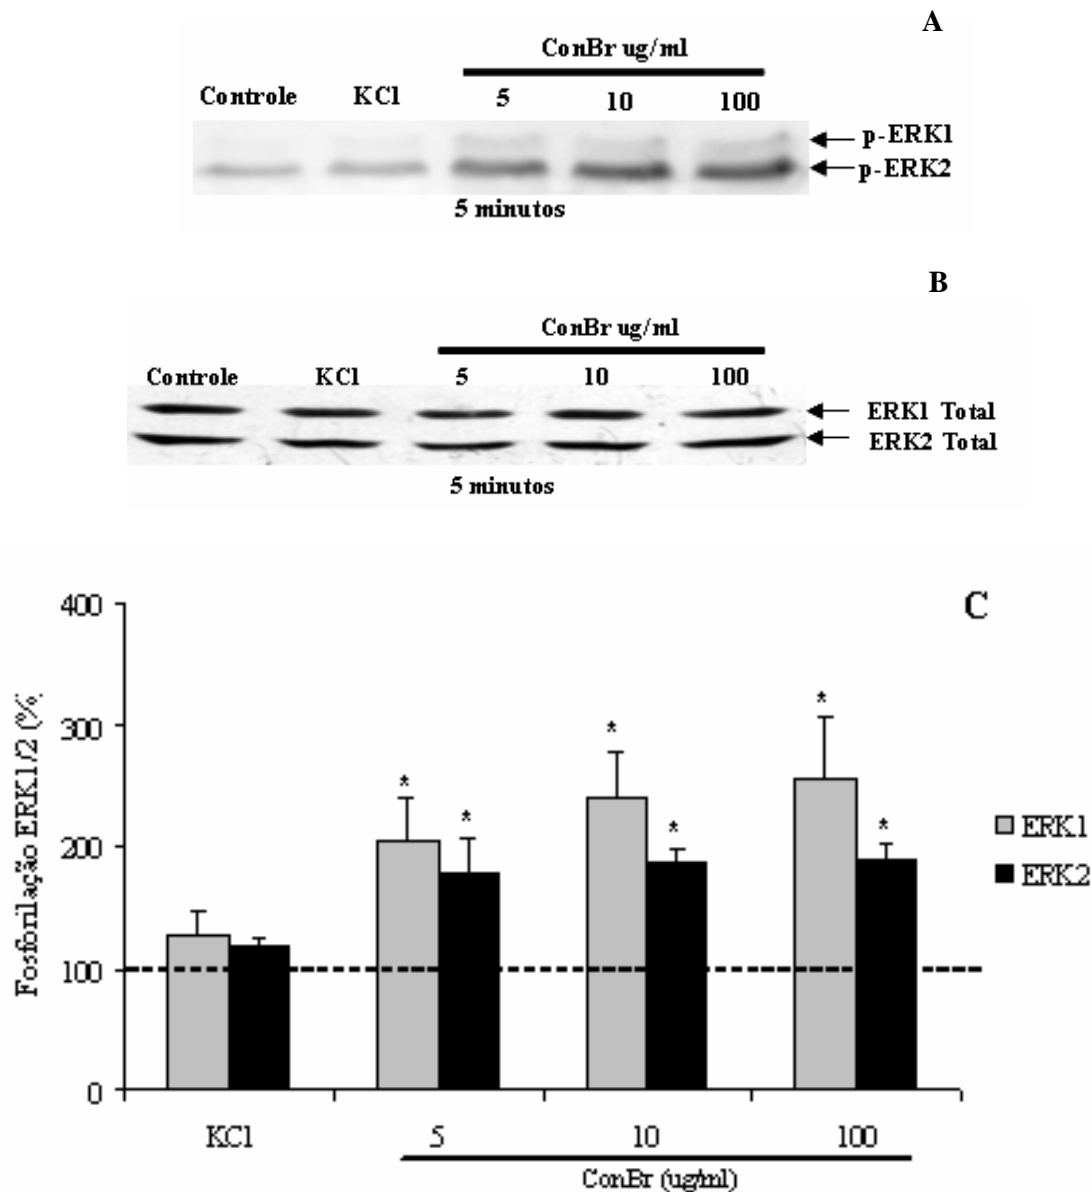 A
ConBr ug/ml
Controle KCl 5 10 100
p-ERK1
p-ERK2
5 minutos
B
ConBr ug/ml
Controle KCl 5 10 100
ERK1 Total
ERK2 Total
5 minutos
C
Fosforilação ERK1/2 (%
400
300
200
100
0
* * * * * *
ERK1
ERK2
KCl 5 10 100
ConBr (ug/ml)